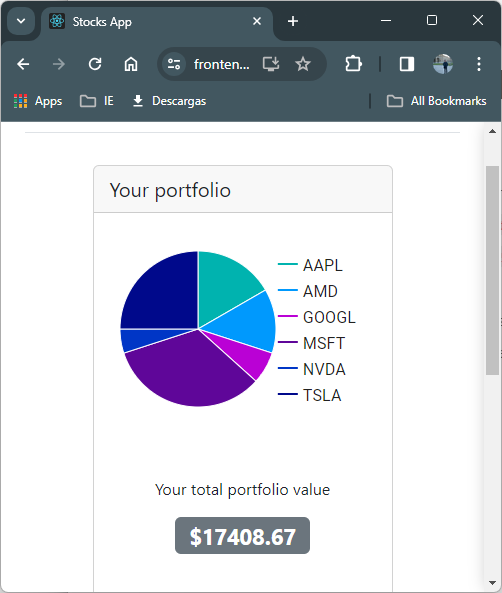 Stocks App
fronten...
Apps
IE
Descargas
All Bookmarks
Your portfolio
AAPL
AMD
GOOGL
MSFT
NVDA
TSLA
Your total portfolio value
$17408.67